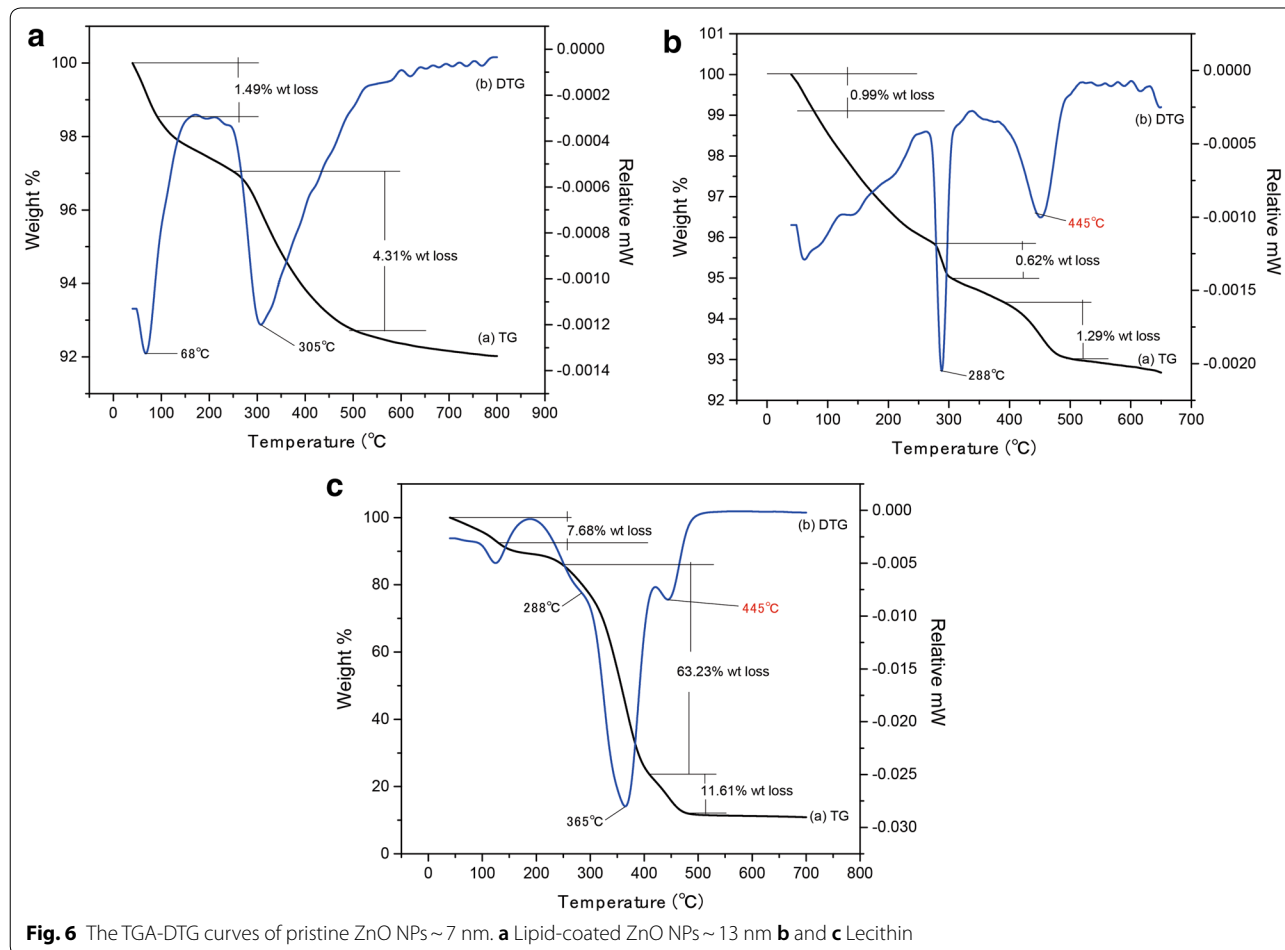 a
100
98
96
94
92
Weight %
1.49% wt loss
4.31% wt loss
(b) DTG
(a) TG
68°C
305°C
0.0000
-0.0002
-0.0004
-0.0006
-0.0008
-0.0010
-0.0012
-0.0014
Relative mW
0 100 200 300 400 500 600 700 800 900
Temperature (°C
b
101
100
99
98
97
96
95
94
93
92
Weight %
0.99% wt loss
0.62% wt loss
1.29% wt loss
(b) DTG
(a) TG
445°C
288°C
0.0000
-0.0005
-0.0010
-0.0015
-0.0020
Relative mW
0 100 200 300 400 500 600 700
Temperature (°C)
c
100
80
60
40
20
0
Weight %
7.68% wt loss
63.23% wt loss
11.61% wt loss
(b) DTG
(a) TG
288°C
445°C
365°C
0.000
-0.005
-0.010
-0.015
-0.020
-0.025
-0.030
Relative mW
0 100 200 300 400 500 600 700 800
Temperature (°C)
Fig. 6 The TGA-DTG curves of pristine ZnO NPs ~ 7 nm. a Lipid-coated ZnO NPs ~ 13 nm b and c Lecithin